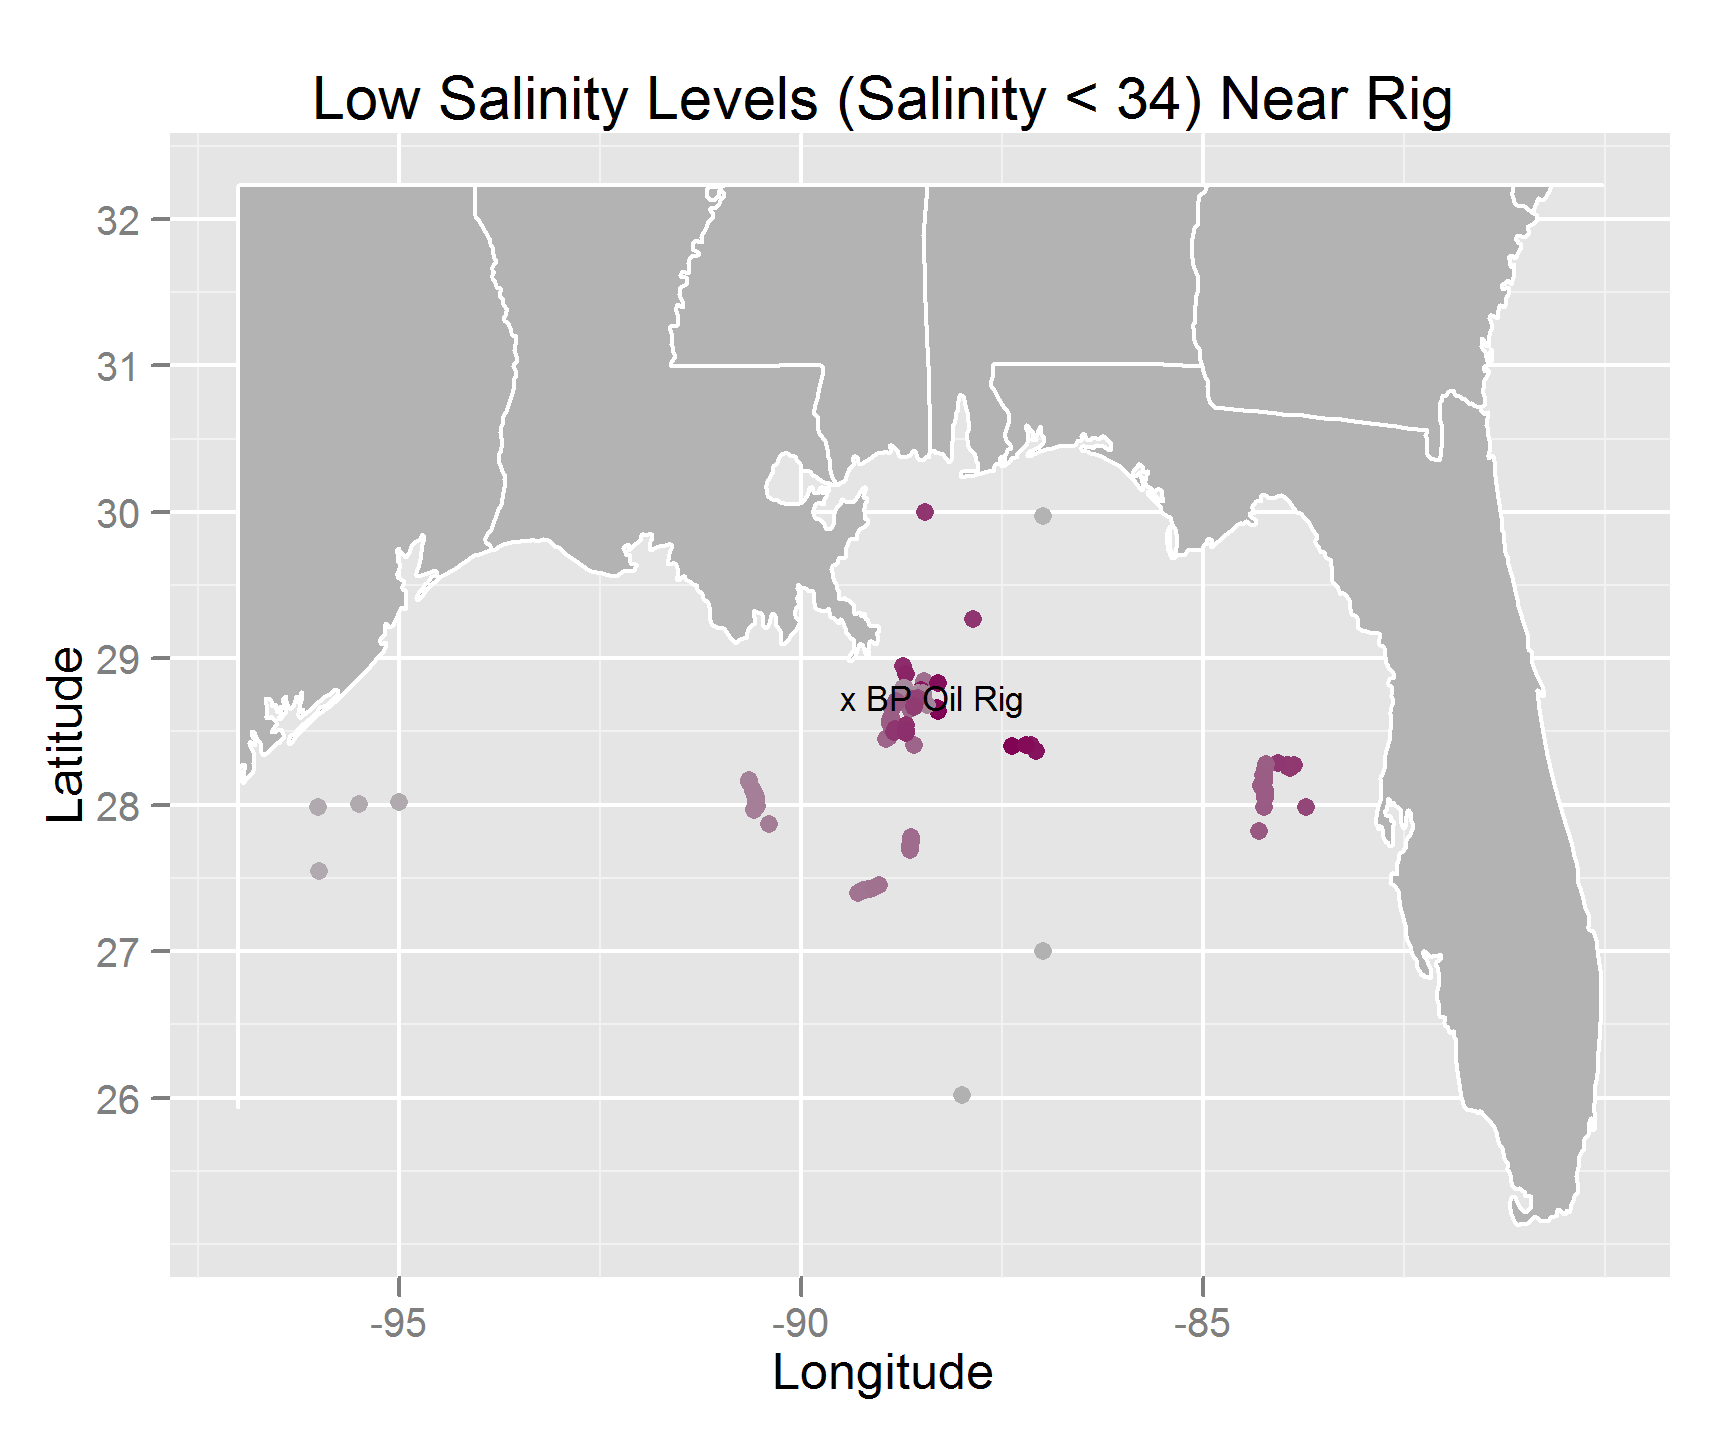 Low Salinity Levels (Salinity < 34) Near Rig
32
31
30
29
28
27
26
Latitude
x BP Oil Rig
-95
-90
-85
Longitude